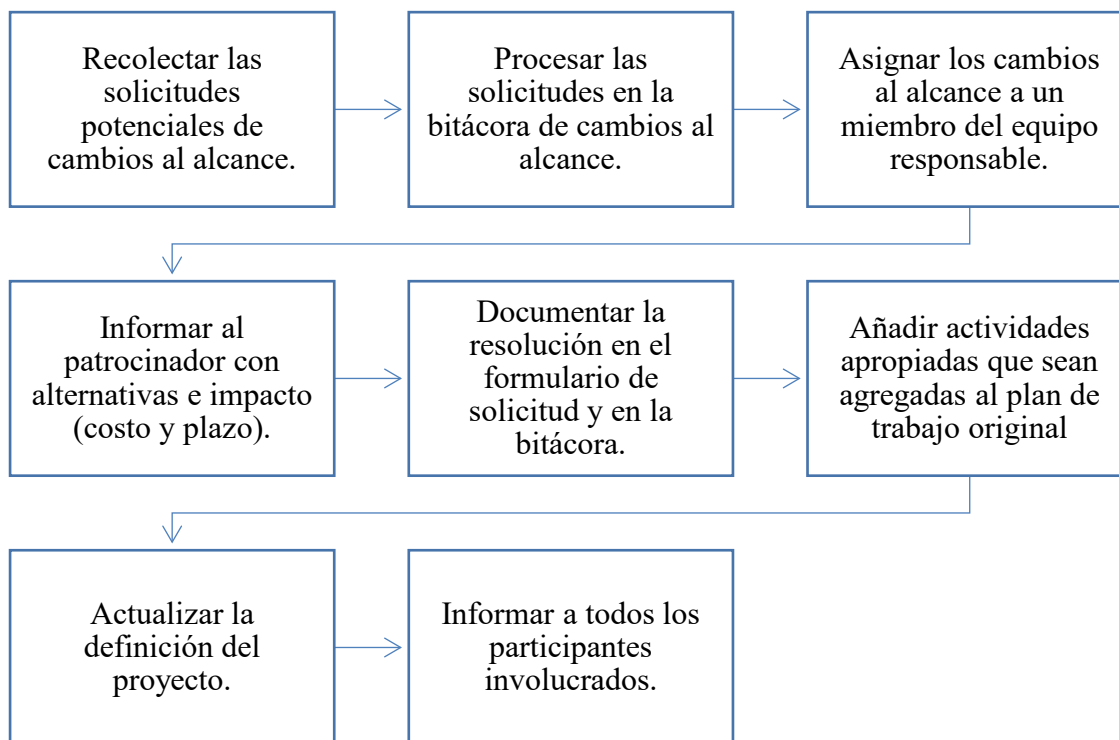 Recolectar las
solicitudes
potenciales de
cambios al alcance.
Procesar las
solicitudes en la
bitácora de cambios al
alcance.
Asignar los cambios
al alcance a un
miembro del equipo
responsable.
Informar al
patrocinador con
alternativas e impacto
(costo y plazo).
Documentar la
resolución en el
formulario de
solicitud y en la
bitácora.
Añadir actividades
apropiadas que sean
agregadas al plan de
trabajo original
Actualizar la
definición del
proyecto.
Informar a todos los
participantes
involucrados.